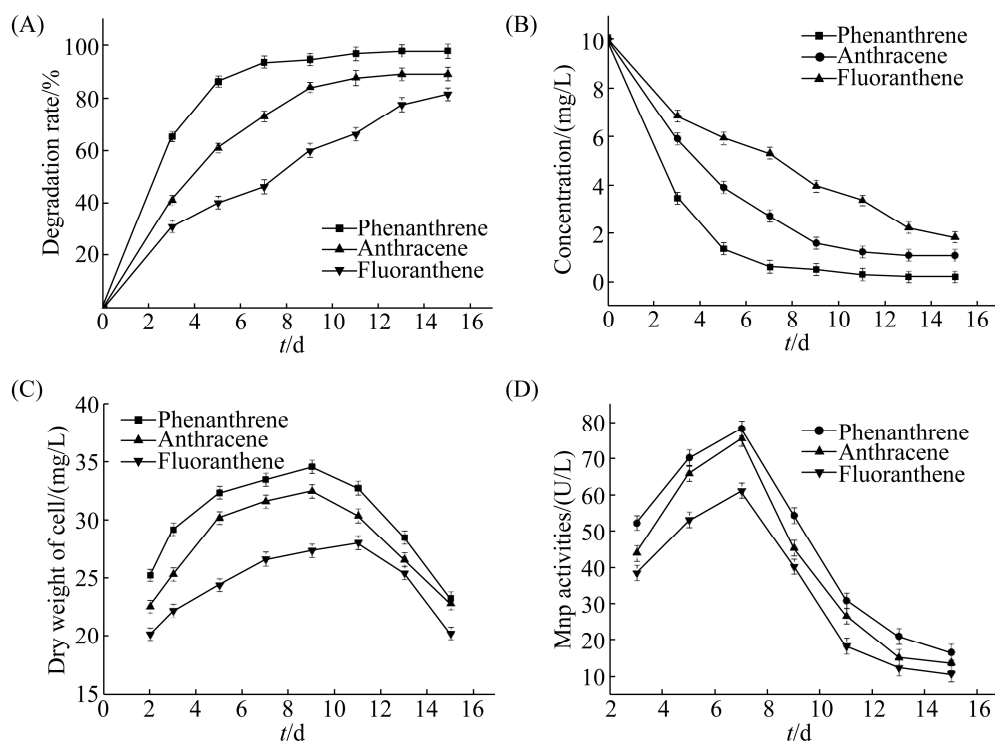 (A)
100
80
60
40
20
Degradation rate/%
Phenanthrene
Anthracene
Fluoranthene
0 2 4 6 8 10 12 14 16
t/d
(B)
10
8
6
4
2
0
Concentration/(mg/L)
Phenanthrene
Anthracene
Fluoranthene
0 2 4 6 8 10 12 14 16
t/d
(C)
40
35
30
25
20
15
Dry weight of cell/(mg/L)
Phenanthrene
Anthracene
Fluoranthene
2 4 6 8 10 12 14 16
t/d
(D)
80
70
60
50
40
30
20
10
Mnp activities/(U/L)
Phenanthrene
Anthracene
Fluoranthene
2 4 6 8 10 12 14 16
t/d